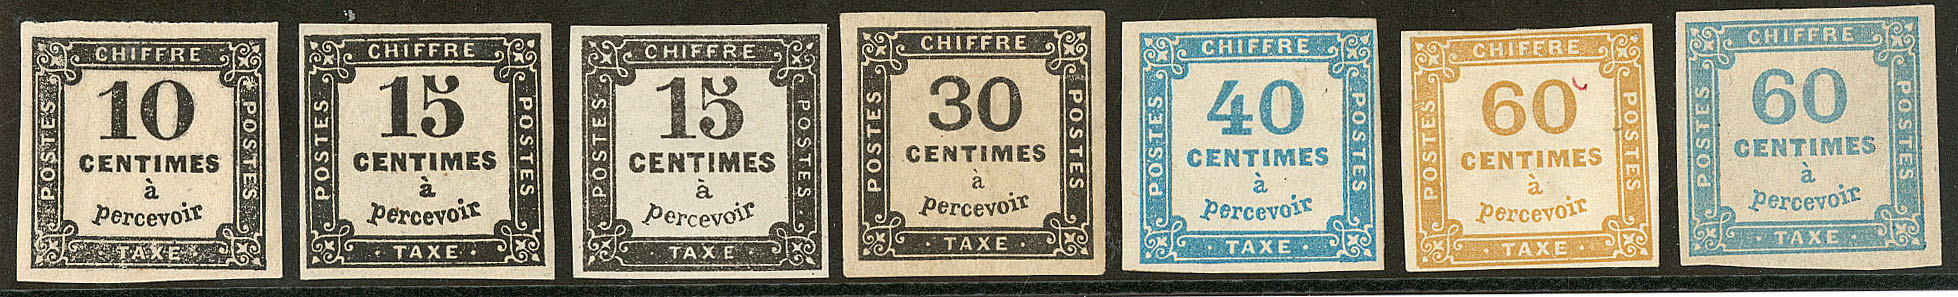 CHIFFRE
POSTES
10
CENTIMES
à
percevoir
POSTES
TAXE
CHIFFRE
POSTES
15
CENTIMES
à
percevoir
POSTES
· TAXE ·
CHIFFRE
POSTES
15
CENTIMES
à
percevoir
POSTES
· TAXE ·
CHIFFRE
POSTES
30
CENTIMES
à
percevoir
POSTES
· TAXE ·
CHIFFRE
POSTES
40
CENTIMES
à
percevoir
POSTES
· TAXE ·
CHIFFRE
POSTES
60
CENTIMES
à
percevoir
POSTES
· TAXE ·
CHIFFRE
POSTES
60
CENTIMES
à
percevoir
POSTES
· TAXE ·